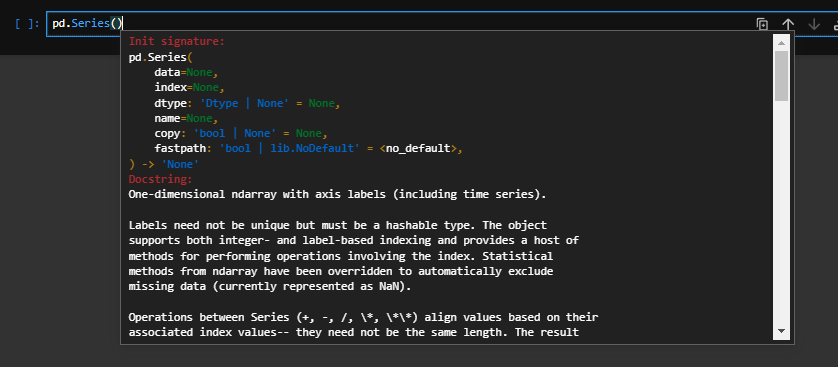 [ ]: pd.Series()
Init signature:
pd.Series(
    data=None,
    index=None,
    dtype: 'Dtype | None' = None,
    name=None,
    copy: 'bool | None' = None,
    fastpath: 'bool | lib.NoDefault' = <no_default>,
) -> 'None'
Docstring:
One-dimensional ndarray with axis labels (including time series).

Labels need not be unique but must be a hashable type. The object
supports both integer- and label-based indexing and provides a host of
methods for performing operations involving the index. Statistical
methods from ndarray have been overridden to automatically exclude
missing data (currently represented as NaN).

Operations between Series (+, -, /, \*, \*\*) align values based on their
associated index values-- they need not be the same length. The result